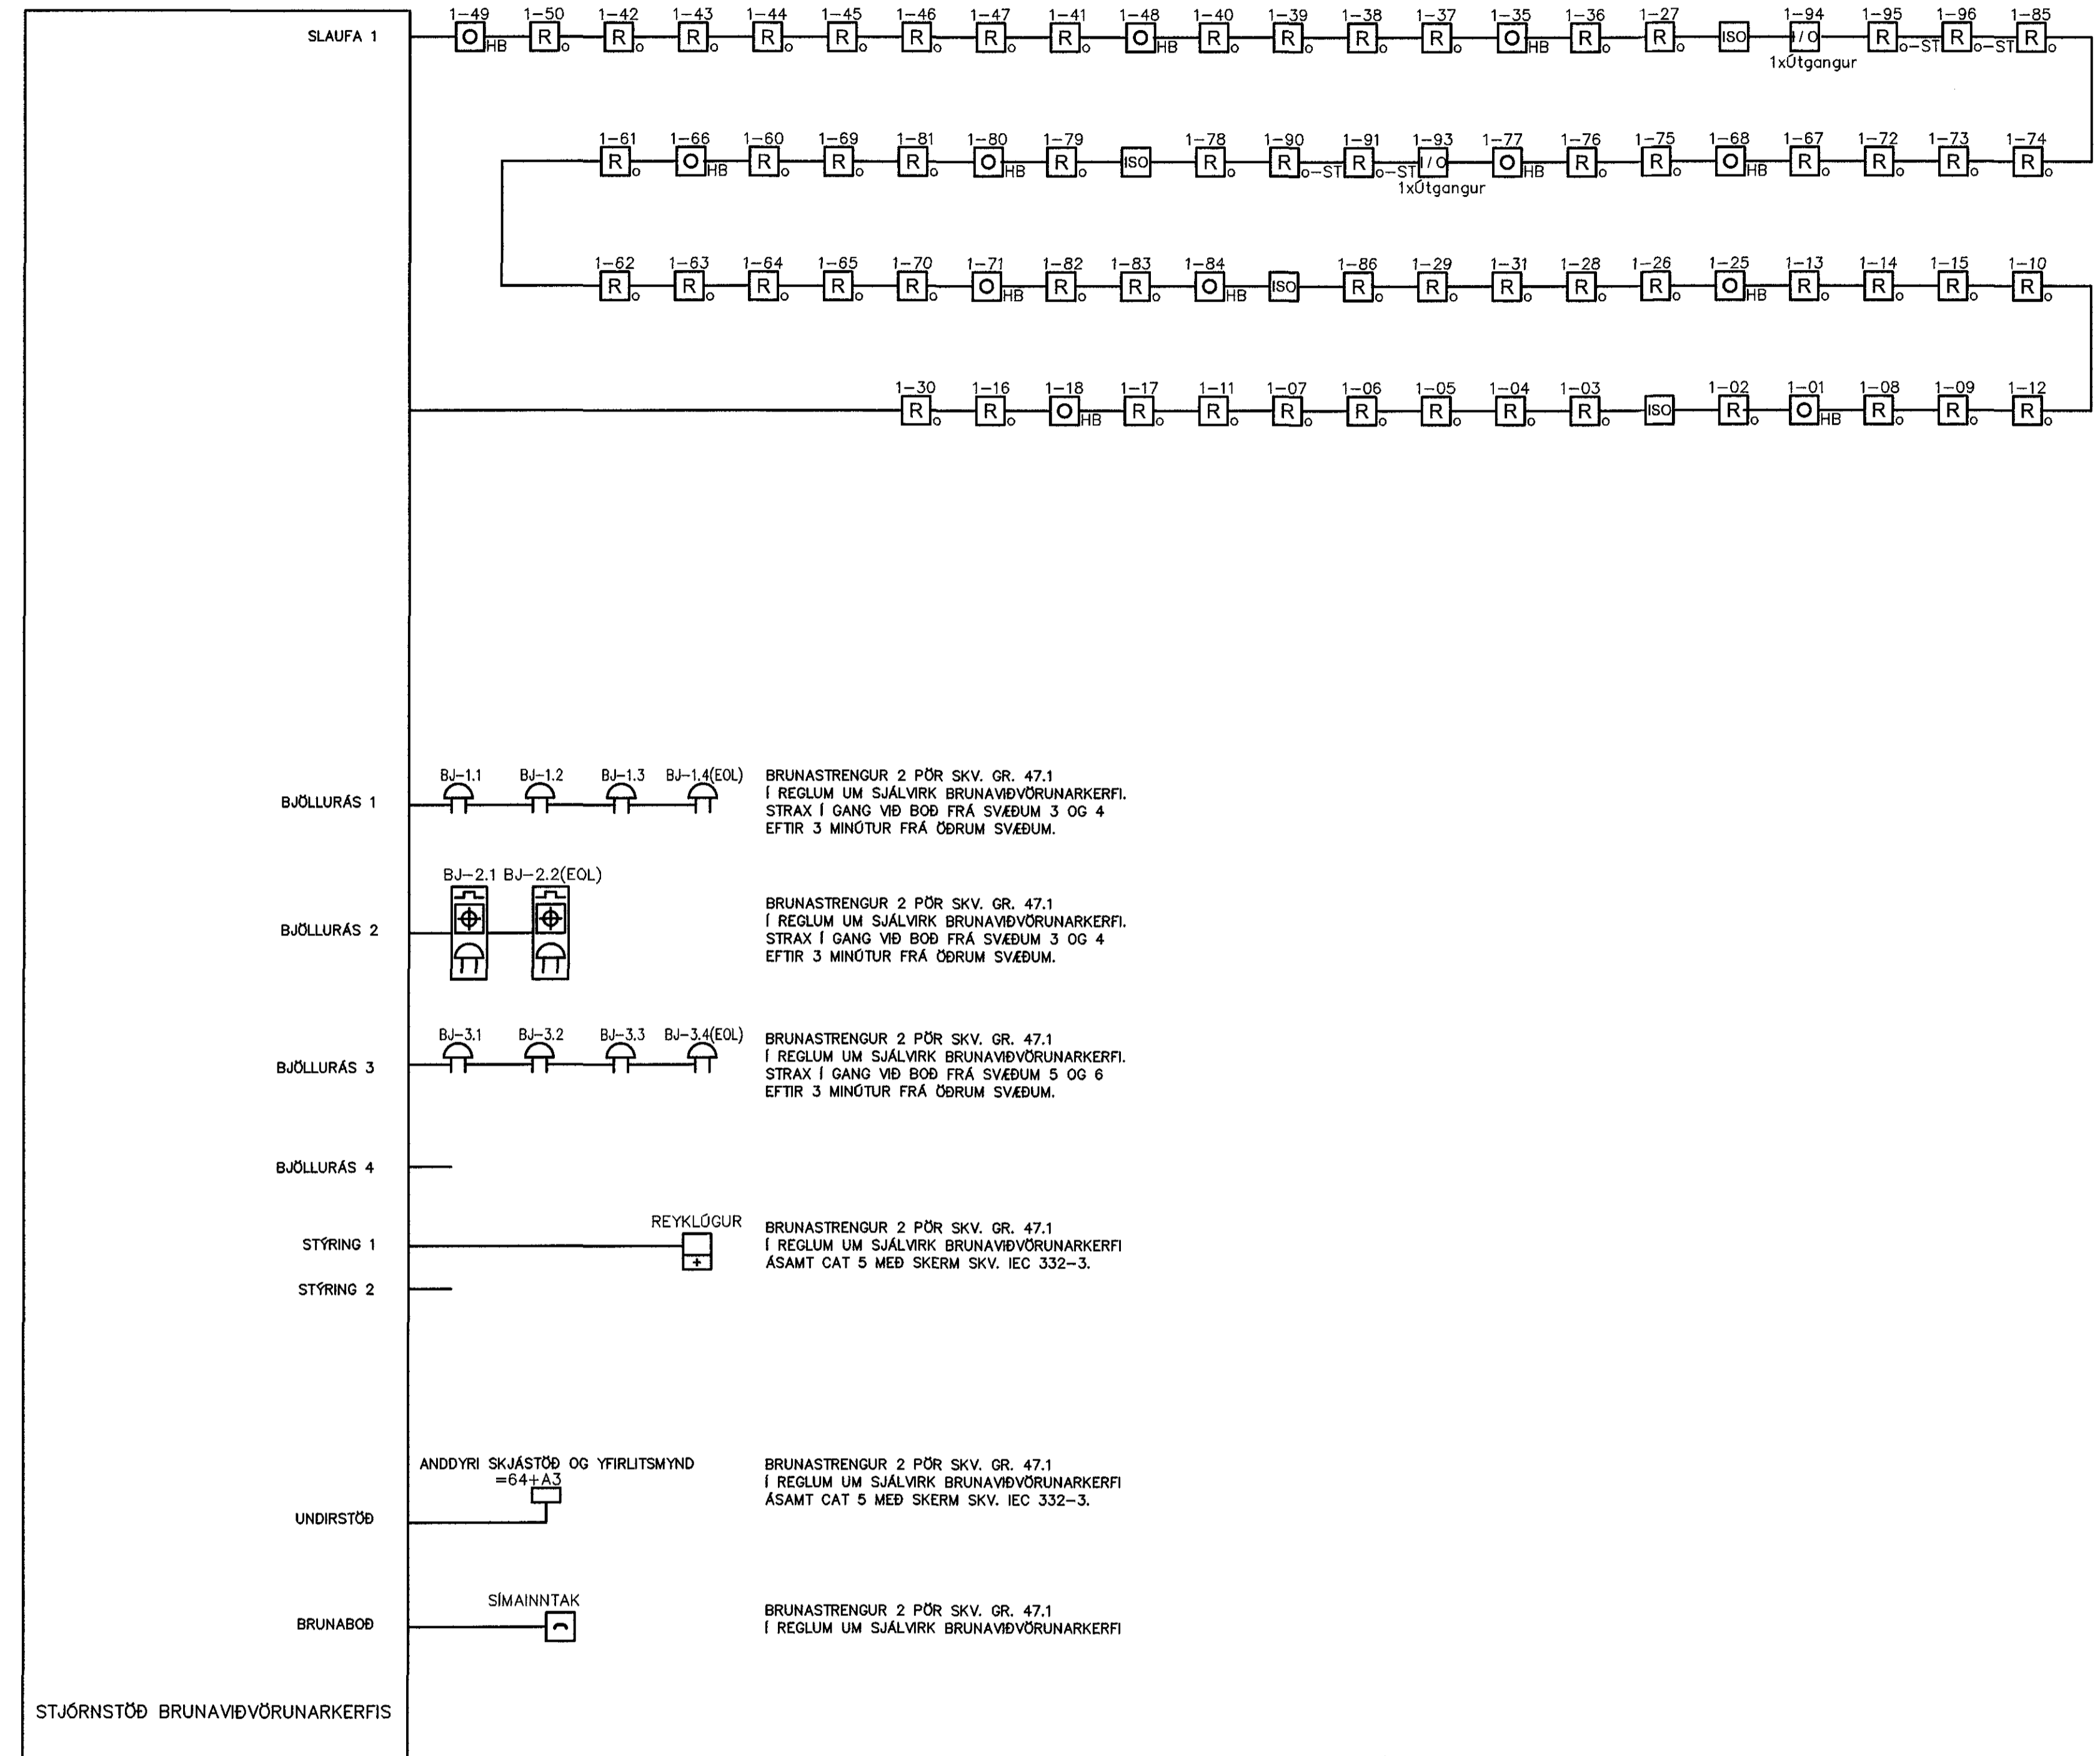 1-49 1-50 1-42 1-43 1-44 1-45 1-46 1-47 1-41 1-48 1-40 1-39 1-38 1-37 1-35 1-36 1-27 1-94 1-95 1-96 1-85
SLAUFA 1 O HB R o R o R o R o R o R o R o R o O HB R o R o R o R o O HB R o R o ISO I/O R o-ST R o-ST R o
1xÚtgangur
1-61 1-66 1-60 1-69 1-81 1-80 1-79 1-78 1-90 1-91 1-93 1-77 1-76 1-75 1-68 1-67 1-72 1-73 1-74
R o O HB R o R o R o O HB R o ISO R o R o-ST R o-ST I/O O HB R o R o O HB R o R o R o R o
1xÚtgangur
1-62 1-63 1-64 1-65 1-70 1-71 1-82 1-83 1-84 1-86 1-29 1-31 1-28 1-26 1-25 1-13 1-14 1-15 1-10
R o R o R o R o R o O HB R o R o O HB ISO R o R o R o R o R o O HB R o R o R o R o
1-30 1-16 1-18 1-17 1-11 1-07 1-06 1-05 1-04 1-03 1-02 1-01 1-08 1-09 1-12
R o R o O HB R o R o R o R o R o R o R o ISO R o O HB R o R o R o
BJÖLLURÁS 1
BJ-1.1 BJ-1.2 BJ-1.3 BJ-1.4(EOL)
BRUNASTRENGUR 2 PÖR SKV. GR. 47.1
Í REGLUM UM SJÁLVIRK BRUNAVIÐVÖRUNARKERFI.
STRAX Í GANG VIÐ BOÐ FRÁ SVÆÐUM 3 OG 4
EFTIR 3 MINÚTUR FRÁ ÖÐRUM SVÆÐUM.
BJÖLLURÁS 2
BJ-2.1 BJ-2.2(EOL)
BRUNASTRENGUR 2 PÖR SKV. GR. 47.1
Í REGLUM UM SJÁLVIRK BRUNAVIÐVÖRUNARKERFI.
STRAX Í GANG VIÐ BOÐ FRÁ SVÆÐUM 3 OG 4
EFTIR 3 MINÚTUR FRÁ ÖÐRUM SVÆÐUM.
BJÖLLURÁS 3
BJ-3.1 BJ-3.2 BJ-3.3 BJ-3.4(EOL)
BRUNASTRENGUR 2 PÖR SKV. GR. 47.1
Í REGLUM UM SJÁLVIRK BRUNAVIÐVÖRUNARKERFI.
STRAX Í GANG VIÐ BOÐ FRÁ SVÆÐUM 5 OG 6
EFTIR 3 MINÚTUR FRÁ ÖÐRUM SVÆÐUM.
BJÖLLURÁS 4
STÝRING 1
REYKLÚGUR
+
BRUNASTRENGUR 2 PÖR SKV. GR. 47.1
Í REGLUM UM SJÁLVIRK BRUNAVIÐVÖRUNARKERFI
ÁSAMT CAT 5 MEÐ SKERM SKV. IEC 332-3.
STÝRING 2
ANDDYRI SKJÁSTÖÐ OG YFIRLITSMYND
=64+A3
UNDIRSTÖÐ
BRUNASTRENGUR 2 PÖR SKV. GR. 47.1
Í REGLUM UM SJÁLVIRK BRUNAVIÐVÖRUNARKERFI
ÁSAMT CAT 5 MEÐ SKERM SKV. IEC 332-3.
SÍMAINNTAK
BRUNABOÐ
BRUNASTRENGUR 2 PÖR SKV. GR. 47.1
Í REGLUM UM SJÁLVIRK BRUNAVIÐVÖRUNARKERFI
STJÓRNSTÖÐ BRUNAVIÐVÖRUNARKERFIS